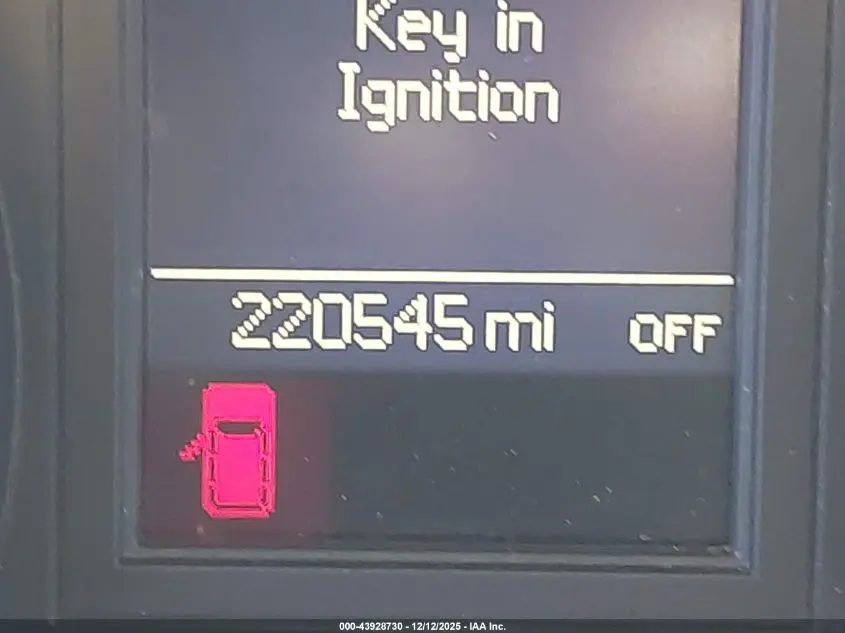 Key in
Ignition
220545 mi OFF
000-43928730 - 12/12/2025 - IAA Inc.